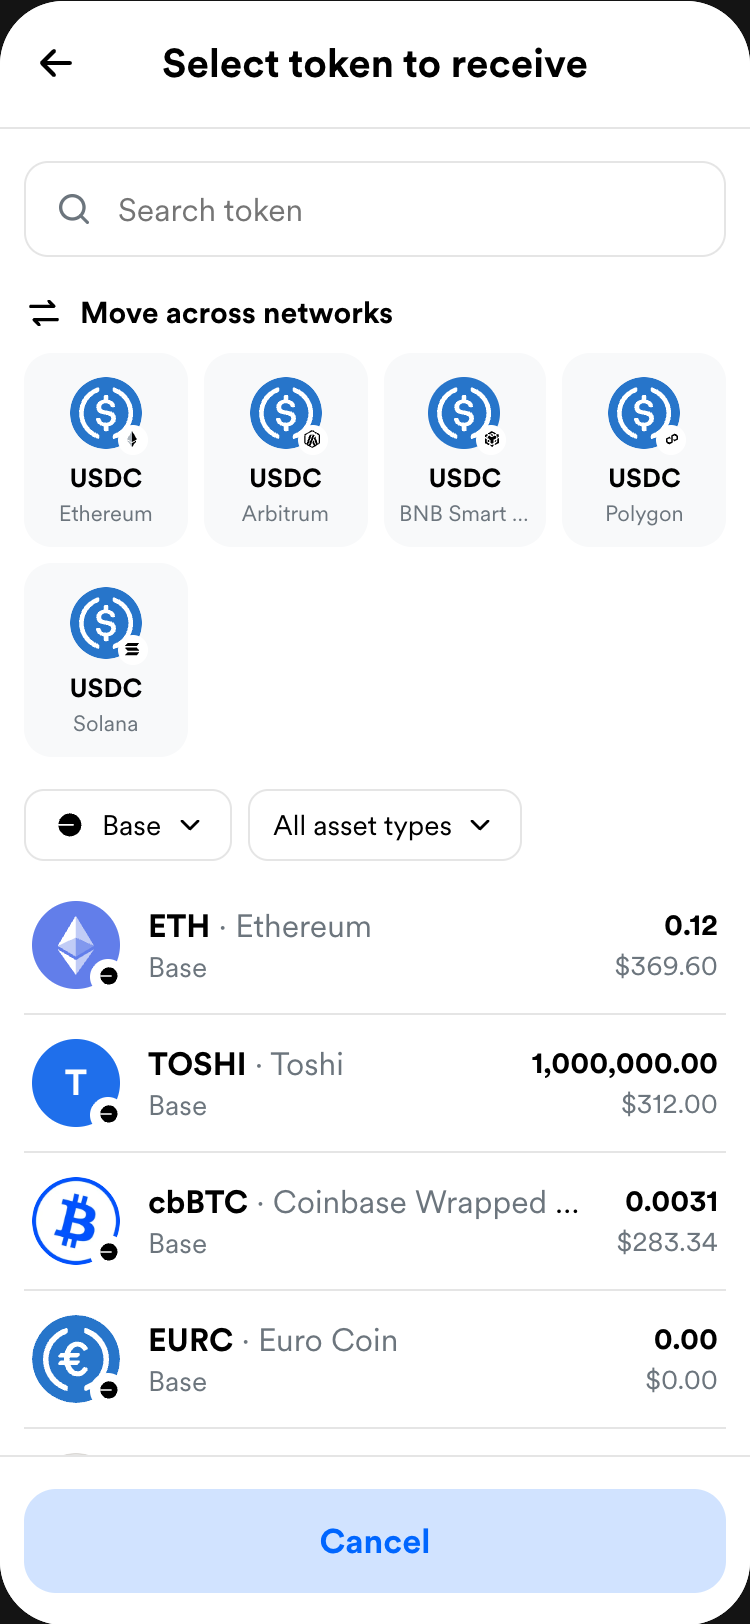 Select token to receive
Search token
Move across networks
USDC
Ethereum
USDC
Arbitrum
USDC
BNB Smart ...
USDC
Polygon
USDC
Solana
Base
All asset types
ETH · Ethereum 0.12
Base $369.60
T
TOSHI · Toshi 1,000,000.00
Base $312.00
cbBTC · Coinbase Wrapped ... 0.0031
Base $283.34
EURC · Euro Coin 0.00
Base $0.00
Cancel